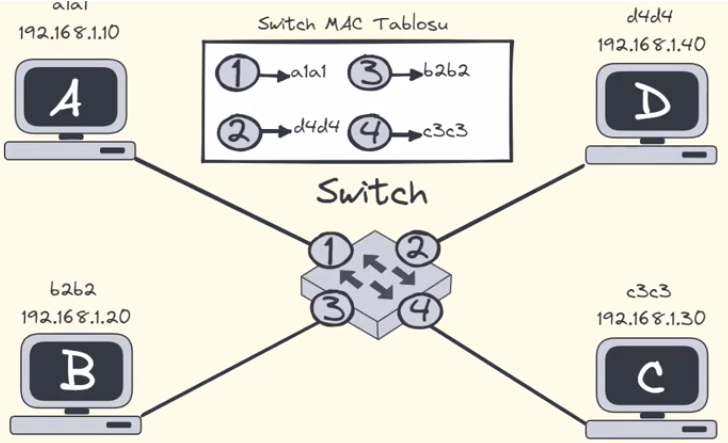 a1a1
192.168.1.10
A
Switch MAC Tablosu
1 a1a1 3 b2b2
2 d4d4 4 c3c3
d4d4
192.168.1.40
D
Switch
1 2
3 4
b2b2
192.168.1.20
B
c3c3
192.168.1.30
C